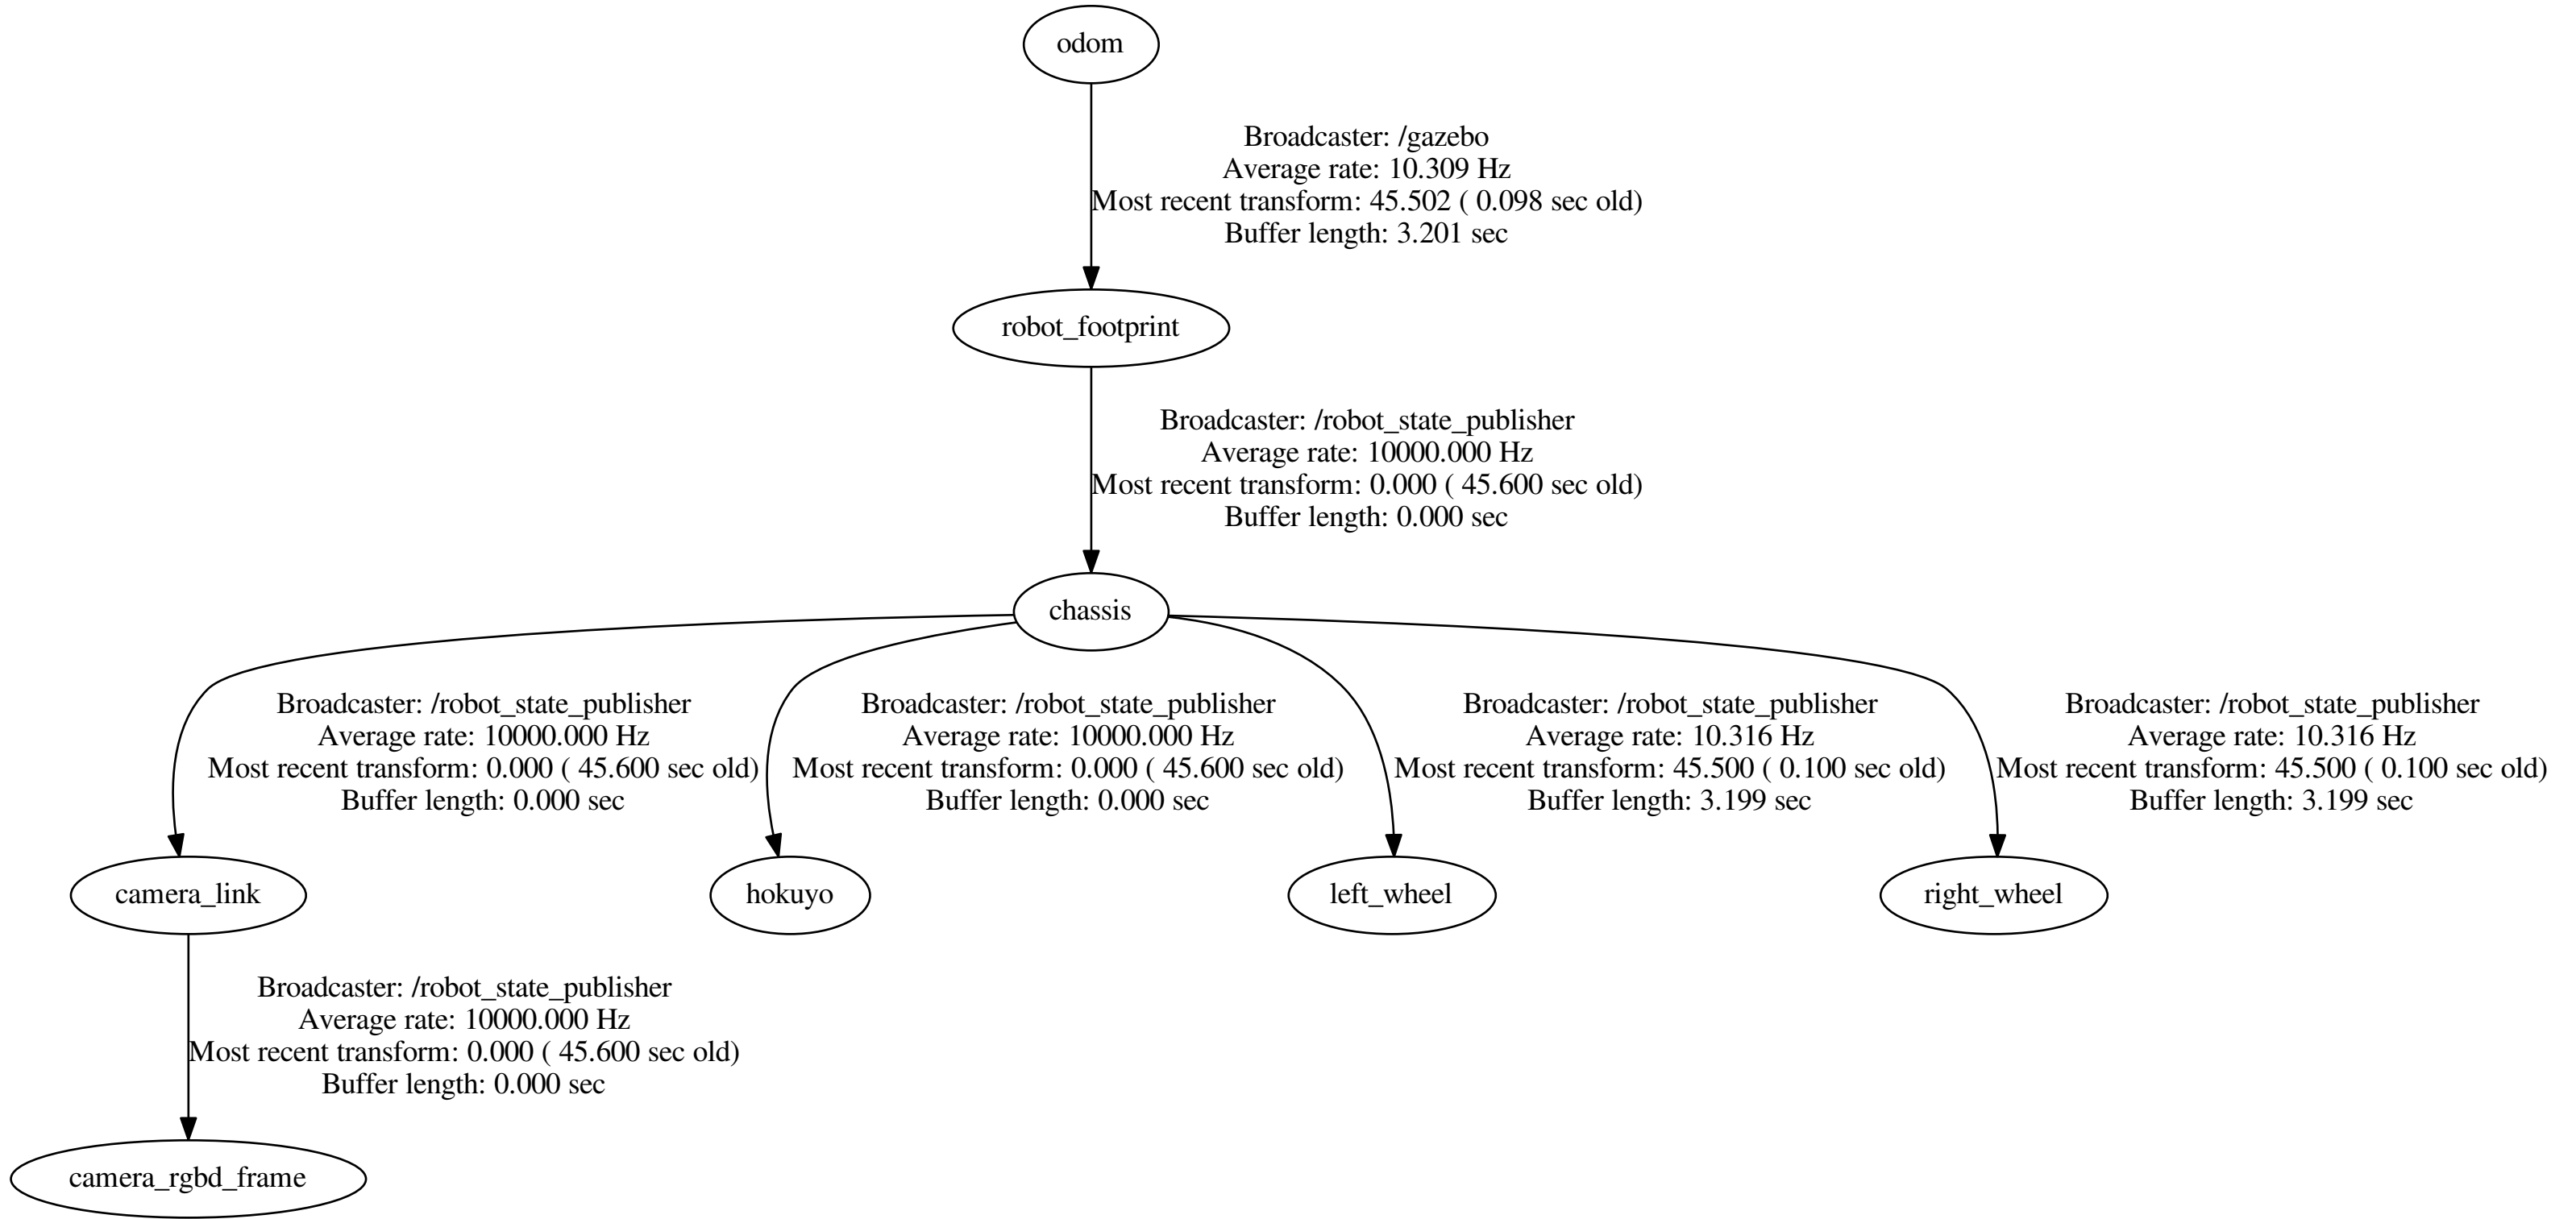 odom
Broadcaster: /gazebo
Average rate: 10.309 Hz
Most recent transform: 45.502 ( 0.098 sec old)
Buffer length: 3.201 sec
robot_footprint
Broadcaster: /robot_state_publisher
Average rate: 10000.000 Hz
Most recent transform: 0.000 ( 45.600 sec old)
Buffer length: 0.000 sec
chassis
Broadcaster: /robot_state_publisher
Average rate: 10000.000 Hz
Most recent transform: 0.000 ( 45.600 sec old)
Buffer length: 0.000 sec
Broadcaster: /robot_state_publisher
Average rate: 10000.000 Hz
Most recent transform: 0.000 ( 45.600 sec old)
Buffer length: 0.000 sec
Broadcaster: /robot_state_publisher
Average rate: 10.316 Hz
Most recent transform: 45.500 ( 0.100 sec old)
Buffer length: 3.199 sec
Broadcaster: /robot_state_publisher
Average rate: 10.316 Hz
Most recent transform: 45.500 ( 0.100 sec old)
Buffer length: 3.199 sec
camera_link
hokuyo
left_wheel
right_wheel
Broadcaster: /robot_state_publisher
Average rate: 10000.000 Hz
Most recent transform: 0.000 ( 45.600 sec old)
Buffer length: 0.000 sec
camera_rgbd_frame